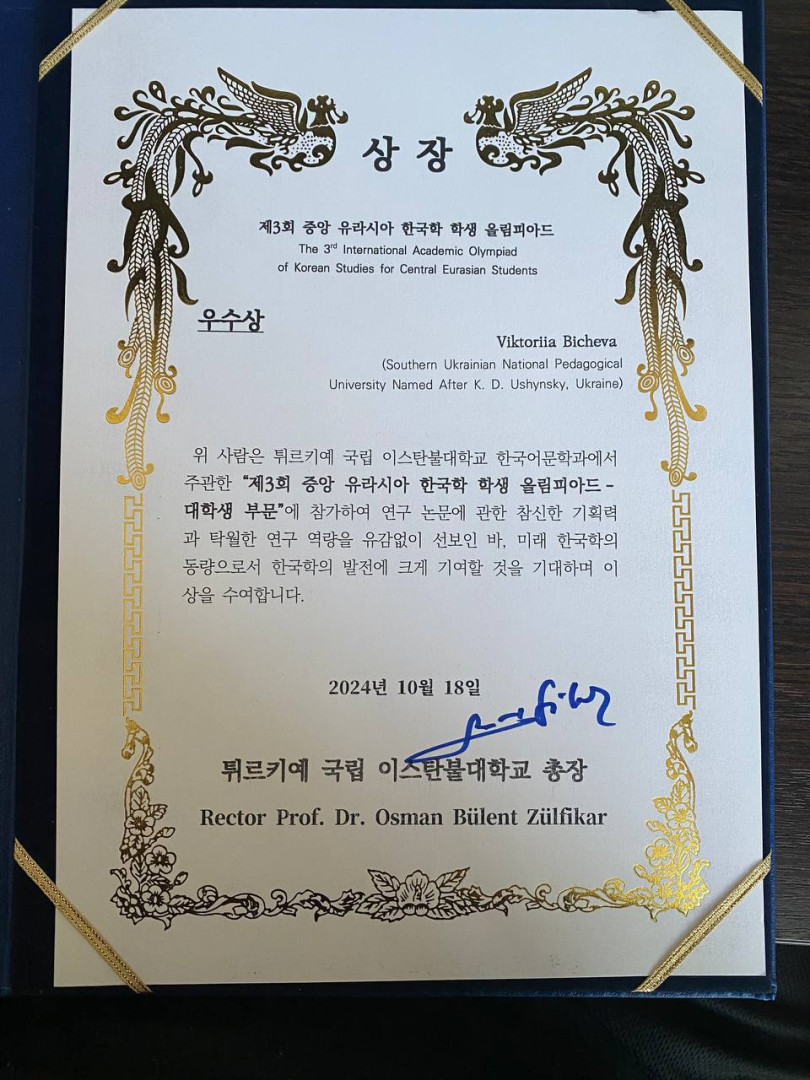 상 장
제3회 중앙 유라시아 한국학 학생 올림피아드
The 3rd International Academic Olympiad
of Korean Studies for Central Eurasian Students
우수상
Viktoriia Bicheva
(Southern Ukrainian National Pedagogical
University Named After K. D. Ushynsky, Ukraine)
위 사람은 튀르키예 국립 이스탄불대학교 한국어문학과에서
주관한 “제3회 중앙 유라시아 한국학 학생 올림피아드 -
대학생 부문”에 참가하여 연구 논문에 관한 참신한 기획력
과 탁월한 연구 역량을 유감없이 선보인 바, 미래 한국학의
동량으로서 한국학의 발전에 크게 기여할 것을 기대하며 이
상을 수여합니다.
2024년 10월 18일
튀르키예 국립 이스탄불대학교 총장
Rector Prof. Dr. Osman Bülent Zülfikar